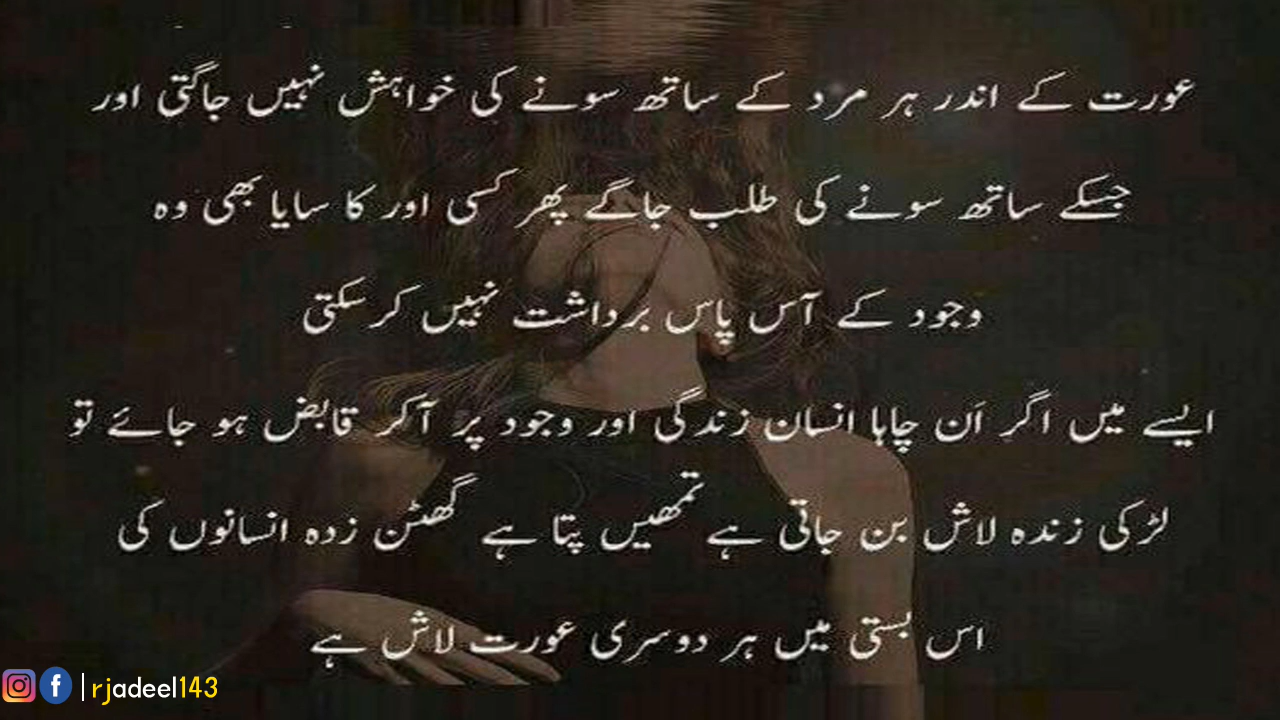 عورت کے اندر ہر مرد کے ساتھ سونے کی خواہش نہیں جاگتی اور
جسکے ساتھ سونے کی طلب جاگے پھر کسی اور کا سایا بھی وہ
وجود کے آس پاس برداشت نہیں کر سکتی
ایسے میں اگر اَن چاہا انسان زندگی اور وجود پر آکر قابض ہو جائے تو
لڑکی زندہ لاش بن جاتی ہے تمھیں پتا ہے گھٹن زدہ انسانوں کی
اس بستی میں ہر دوسری عورت لاش ہے
rjadeel143